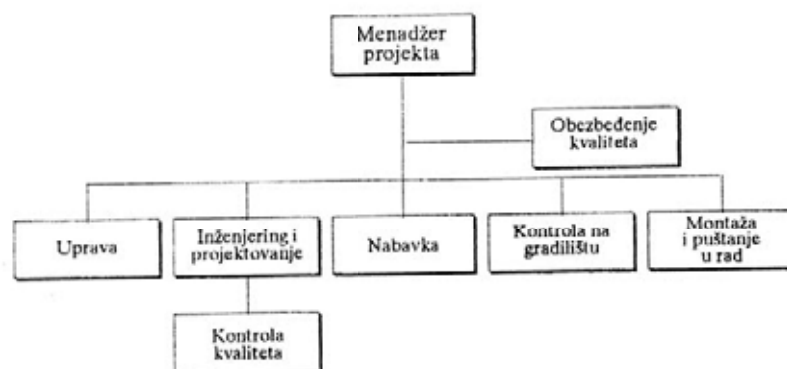 Menadžer
projekta
Obezbeđenje
kvaliteta
Uprava
Inženjering i
projektovanje
Nabavka
Kontrola na
gradilištu
Montaža
i puštanje
u rad
Kontrola
kvaliteta